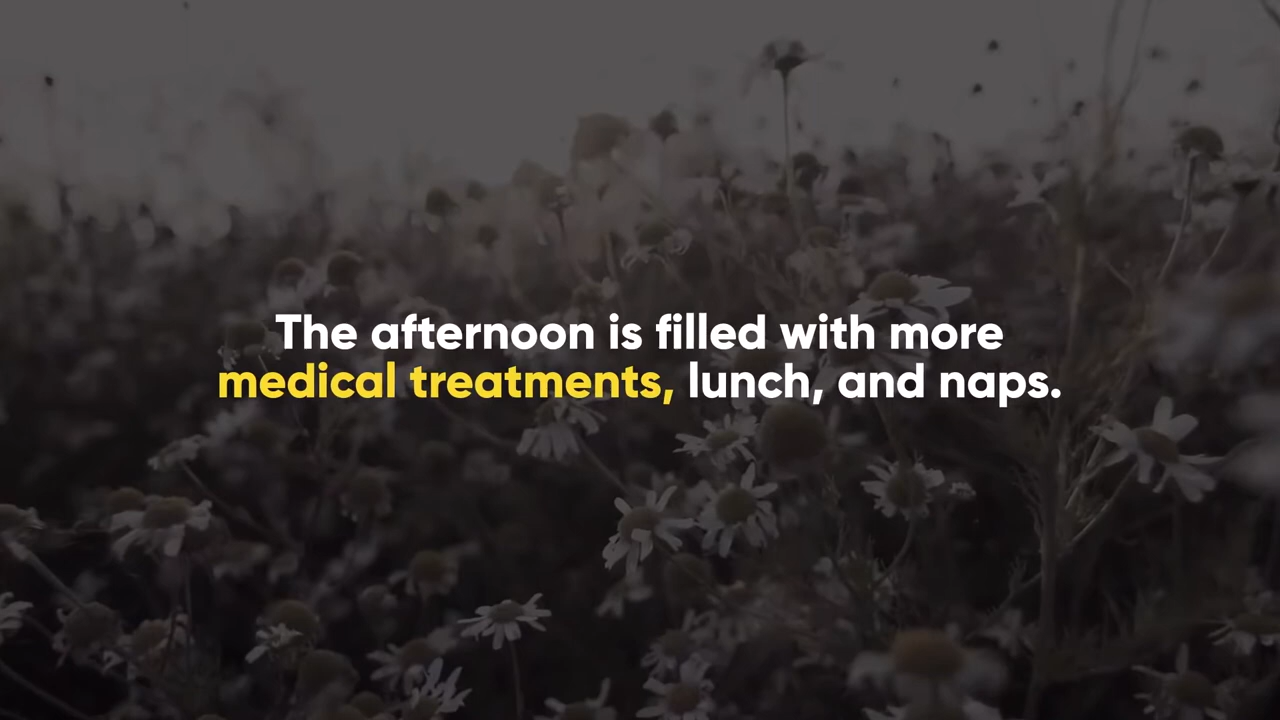 The afternoon is filled with more
medical treatments, lunch, and naps.